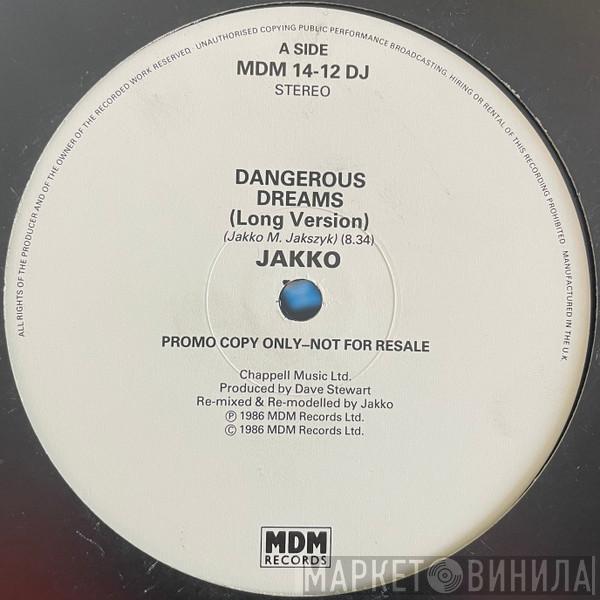 ALL RIGHTS OF THE PRODUCER AND OF THE OWNER OF THE RECORDED WORK RESERVED. UNAUTHORISED COPYING PUBLIC PERFORMANCE BROADCASTING. HIRING OR RENTAL OF THIS RECORDING PROHIBITED. MANUFACTURED IN THE U.K.
A SIDE
MDM 14-12 DJ
STEREO
DANGEROUS
DREAMS
(Long Version)
(Jakko M. Jakszyk) (8.34)
JAKKO
PROMO COPY ONLY–NOT FOR RESALE
Chappell Music Ltd.
Produced by Dave Stewart
Re-mixed & Re-modelled by Jakko
Ⓟ 1986 MDM Records Ltd.
© 1986 MDM Records Ltd.
MDM
RECORDS
МАРКЕТ ВИНИЛА